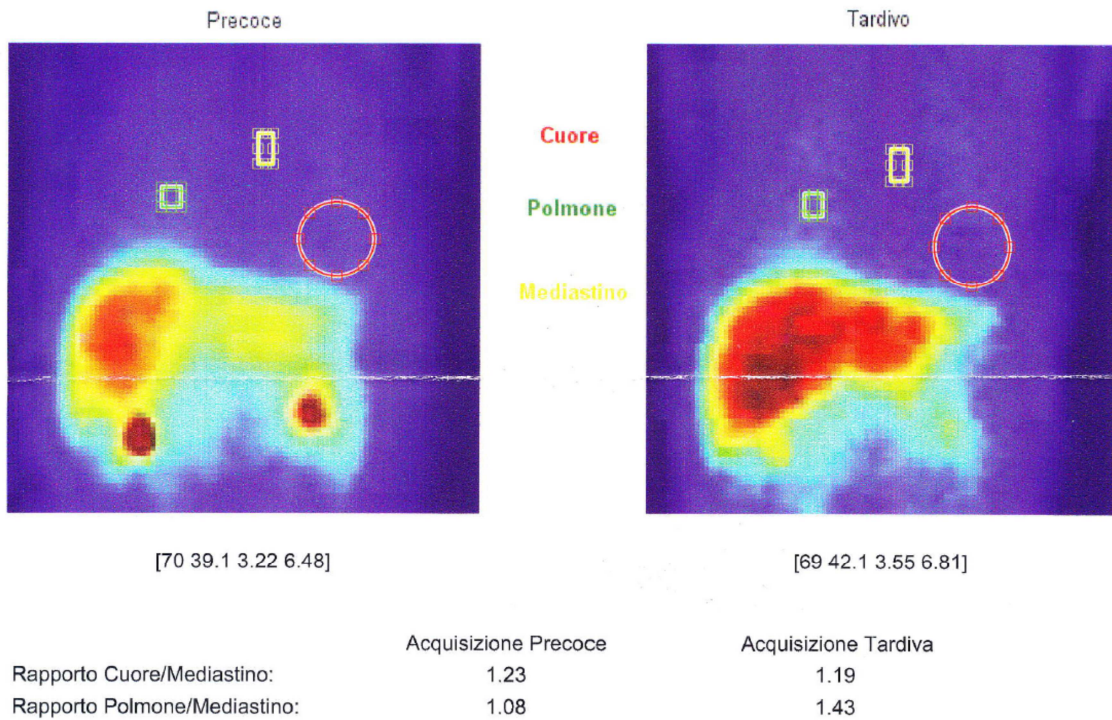 Precoce
Tardivo
Cuore
Polmone
Mediastino
[70 39.1 3.22 6.48]
[69 42.1 3.55 6.81]
Acquisizione Precoce
Acquisizione Tardiva
Rapporto Cuore/Mediastino:
1.23
1.19
Rapporto Polmone/Mediastino:
1.08
1.43